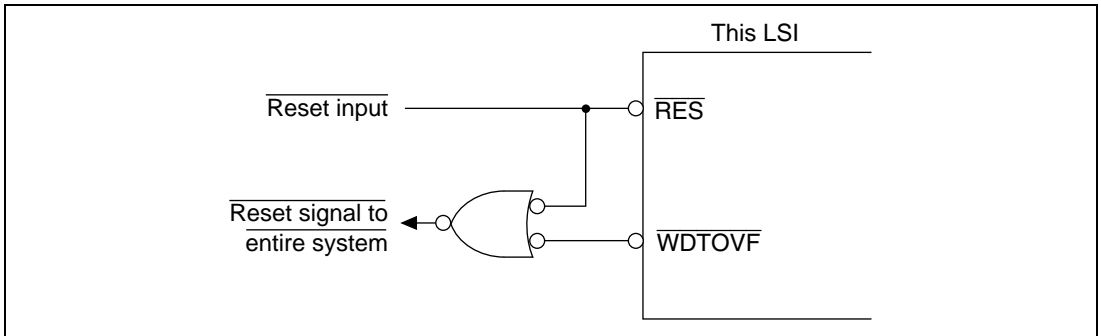 This LSI
Reset input
RES
Reset signal to
entire system
WDTOVF